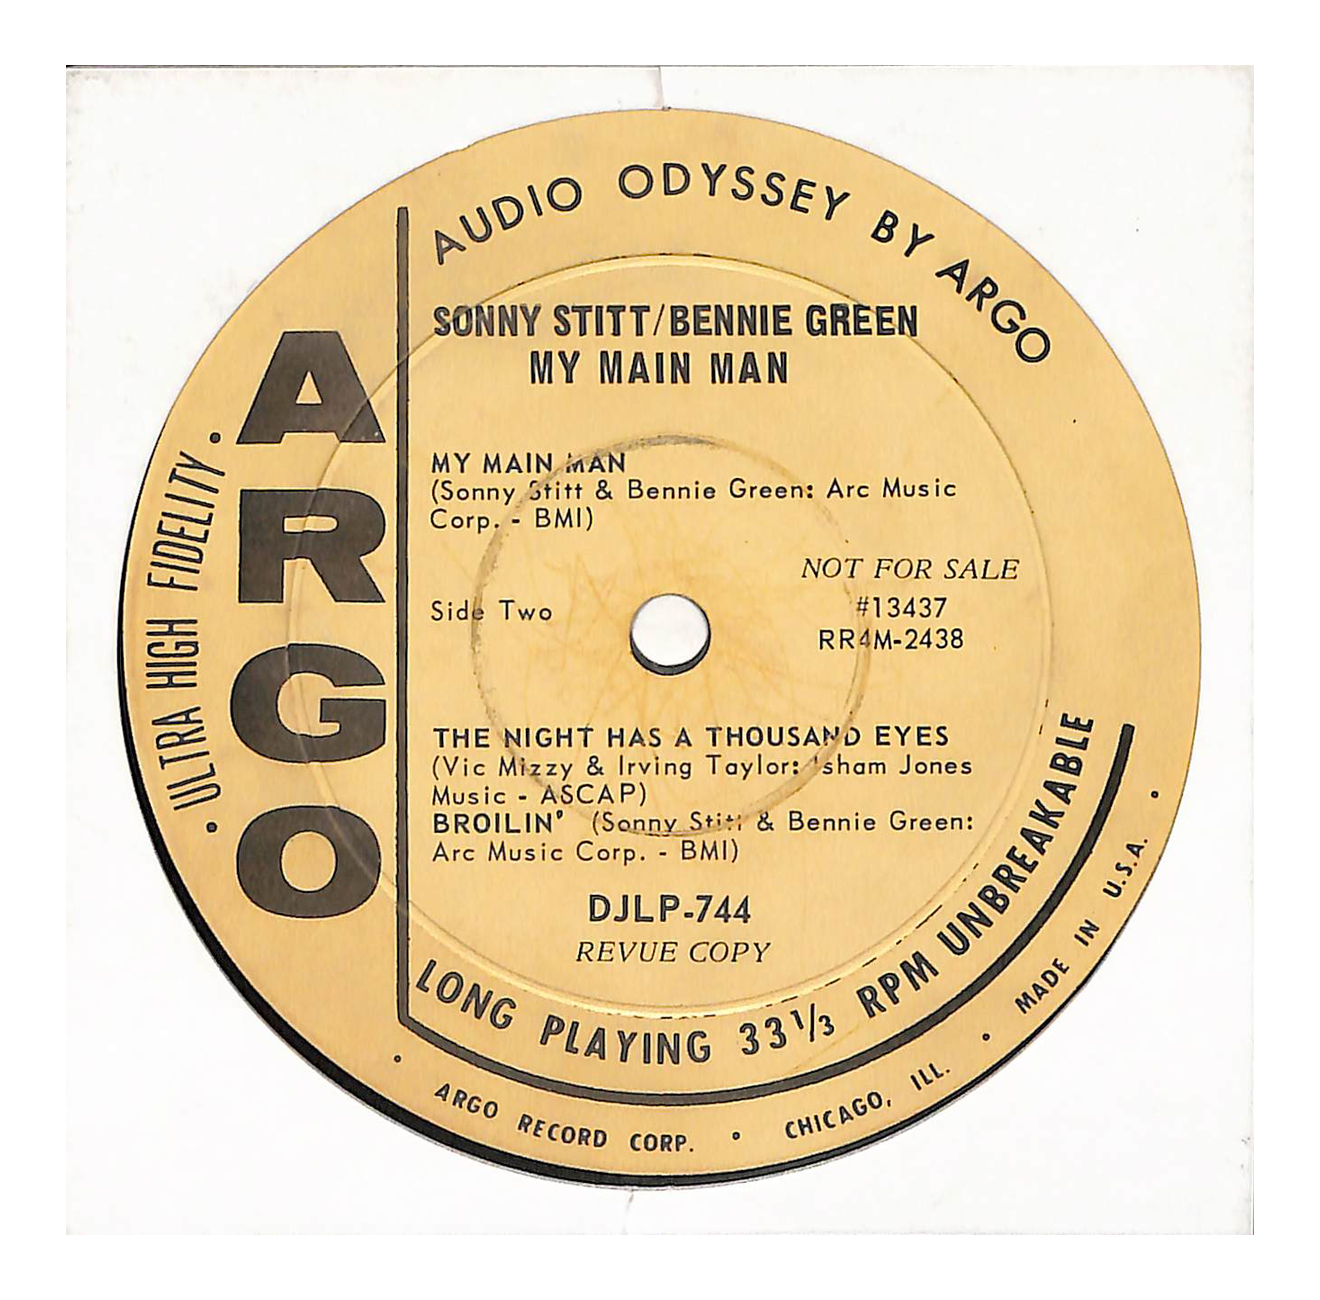 AUDIO ODYSSEY BY ARGO
ARGO
• ULTRA HIGH FIDELITY •
SONNY STITT/BENNIE GREEN
MY MAIN MAN
MY MAIN MAN
(Sonny Stitt & Bennie Green: Arc Music
Corp. - BMI)
NOT FOR SALE
Side Two
#13437
RR4M-2438
THE NIGHT HAS A THOUSAND EYES
(Vic Mizzy & Irving Taylor: Isham Jones
Music - ASCAP)
BROILIN' (Sonny Stitt & Bennie Green:
Arc Music Corp. - BMI)
DJLP-744
REVUE COPY
LONG PLAYING 33 1/3 RPM UNBREAKABLE
• ARGO RECORD CORP. • CHICAGO, ILL. • MADE IN U.S.A. •